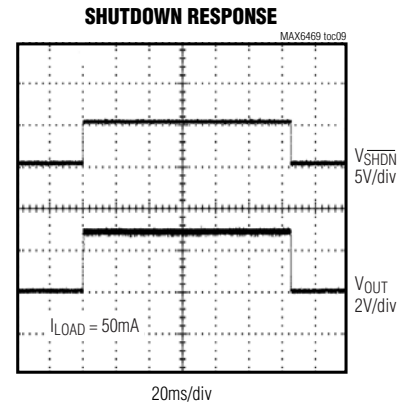 SHUTDOWN RESPONSE
MAX6469 toc09
VSHDN
5V/div
VOUT
2V/div
ILOAD = 50mA
20ms/div